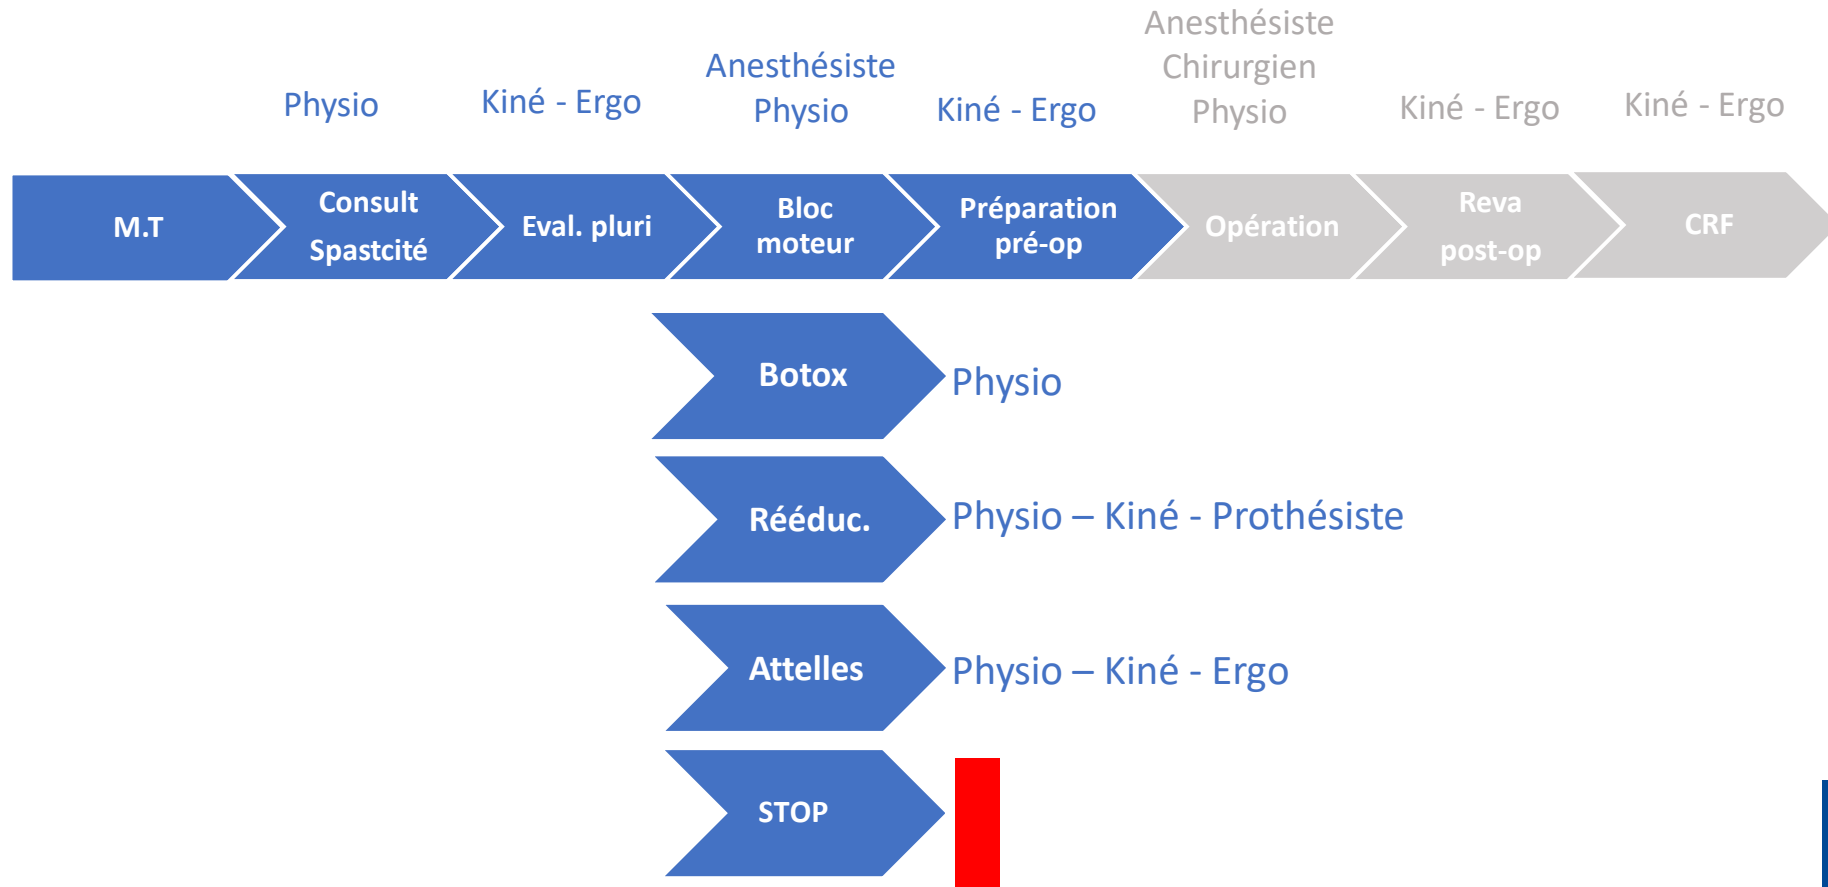 Anesthésiste
Chirurgien
Physio
Anesthésiste
Physio
Physio
Kiné - Ergo
Kiné - Ergo
Kiné - Ergo
Kiné - Ergo
M.T
Consult
Spastcité
Eval. pluri
Bloc
moteur
Préparation
pré-op
Opération
Reva
post-op
CRF
Botox
Physio
Rééduc.
Physio – Kiné - Prothésiste
Attelles
Physio – Kiné - Ergo
STOP